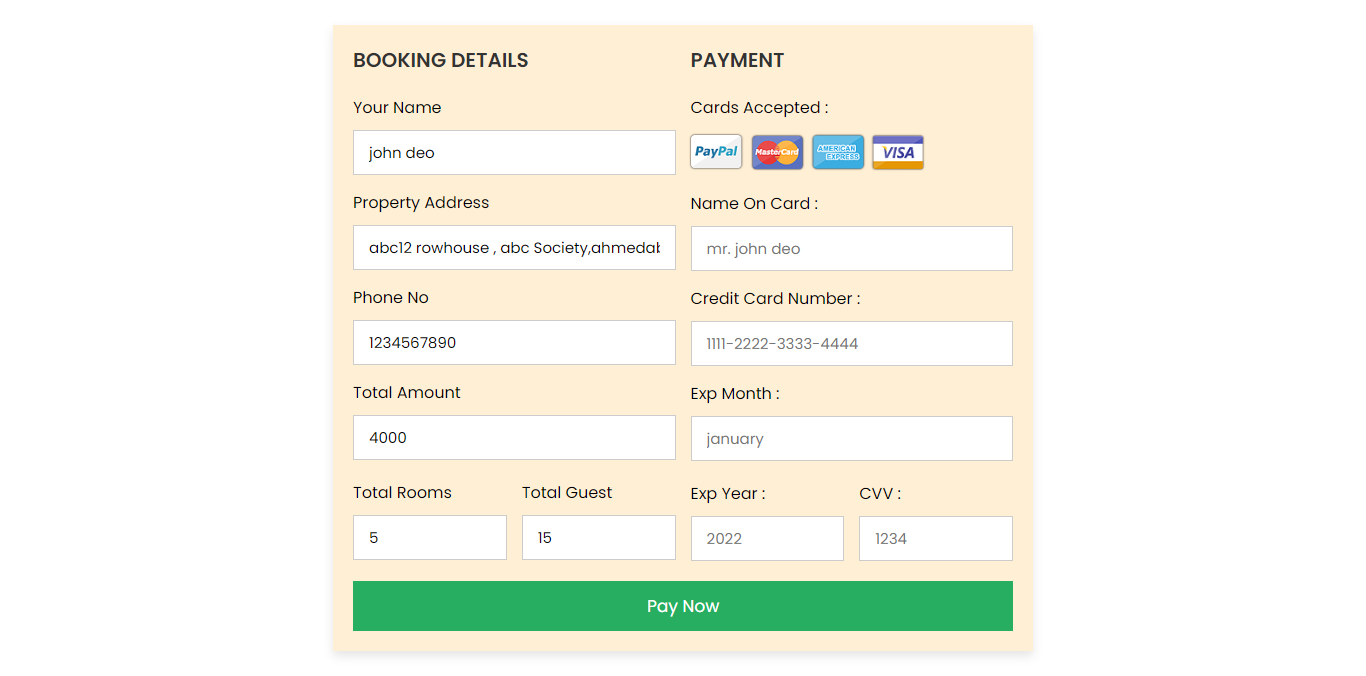 BOOKING DETAILS
Your Name
john deo
Property Address
abc12 rowhouse , abc Society,ahmedab
Phone No
1234567890
Total Amount
4000
Total Rooms Total Guest
5 15
PAYMENT
Cards Accepted :
PayPal MasterCard AMERICAN EXPRESS VISA
Name On Card :
mr. john deo
Credit Card Number :
1111-2222-3333-4444
Exp Month :
january
Exp Year : CVV :
2022 1234
Pay Now